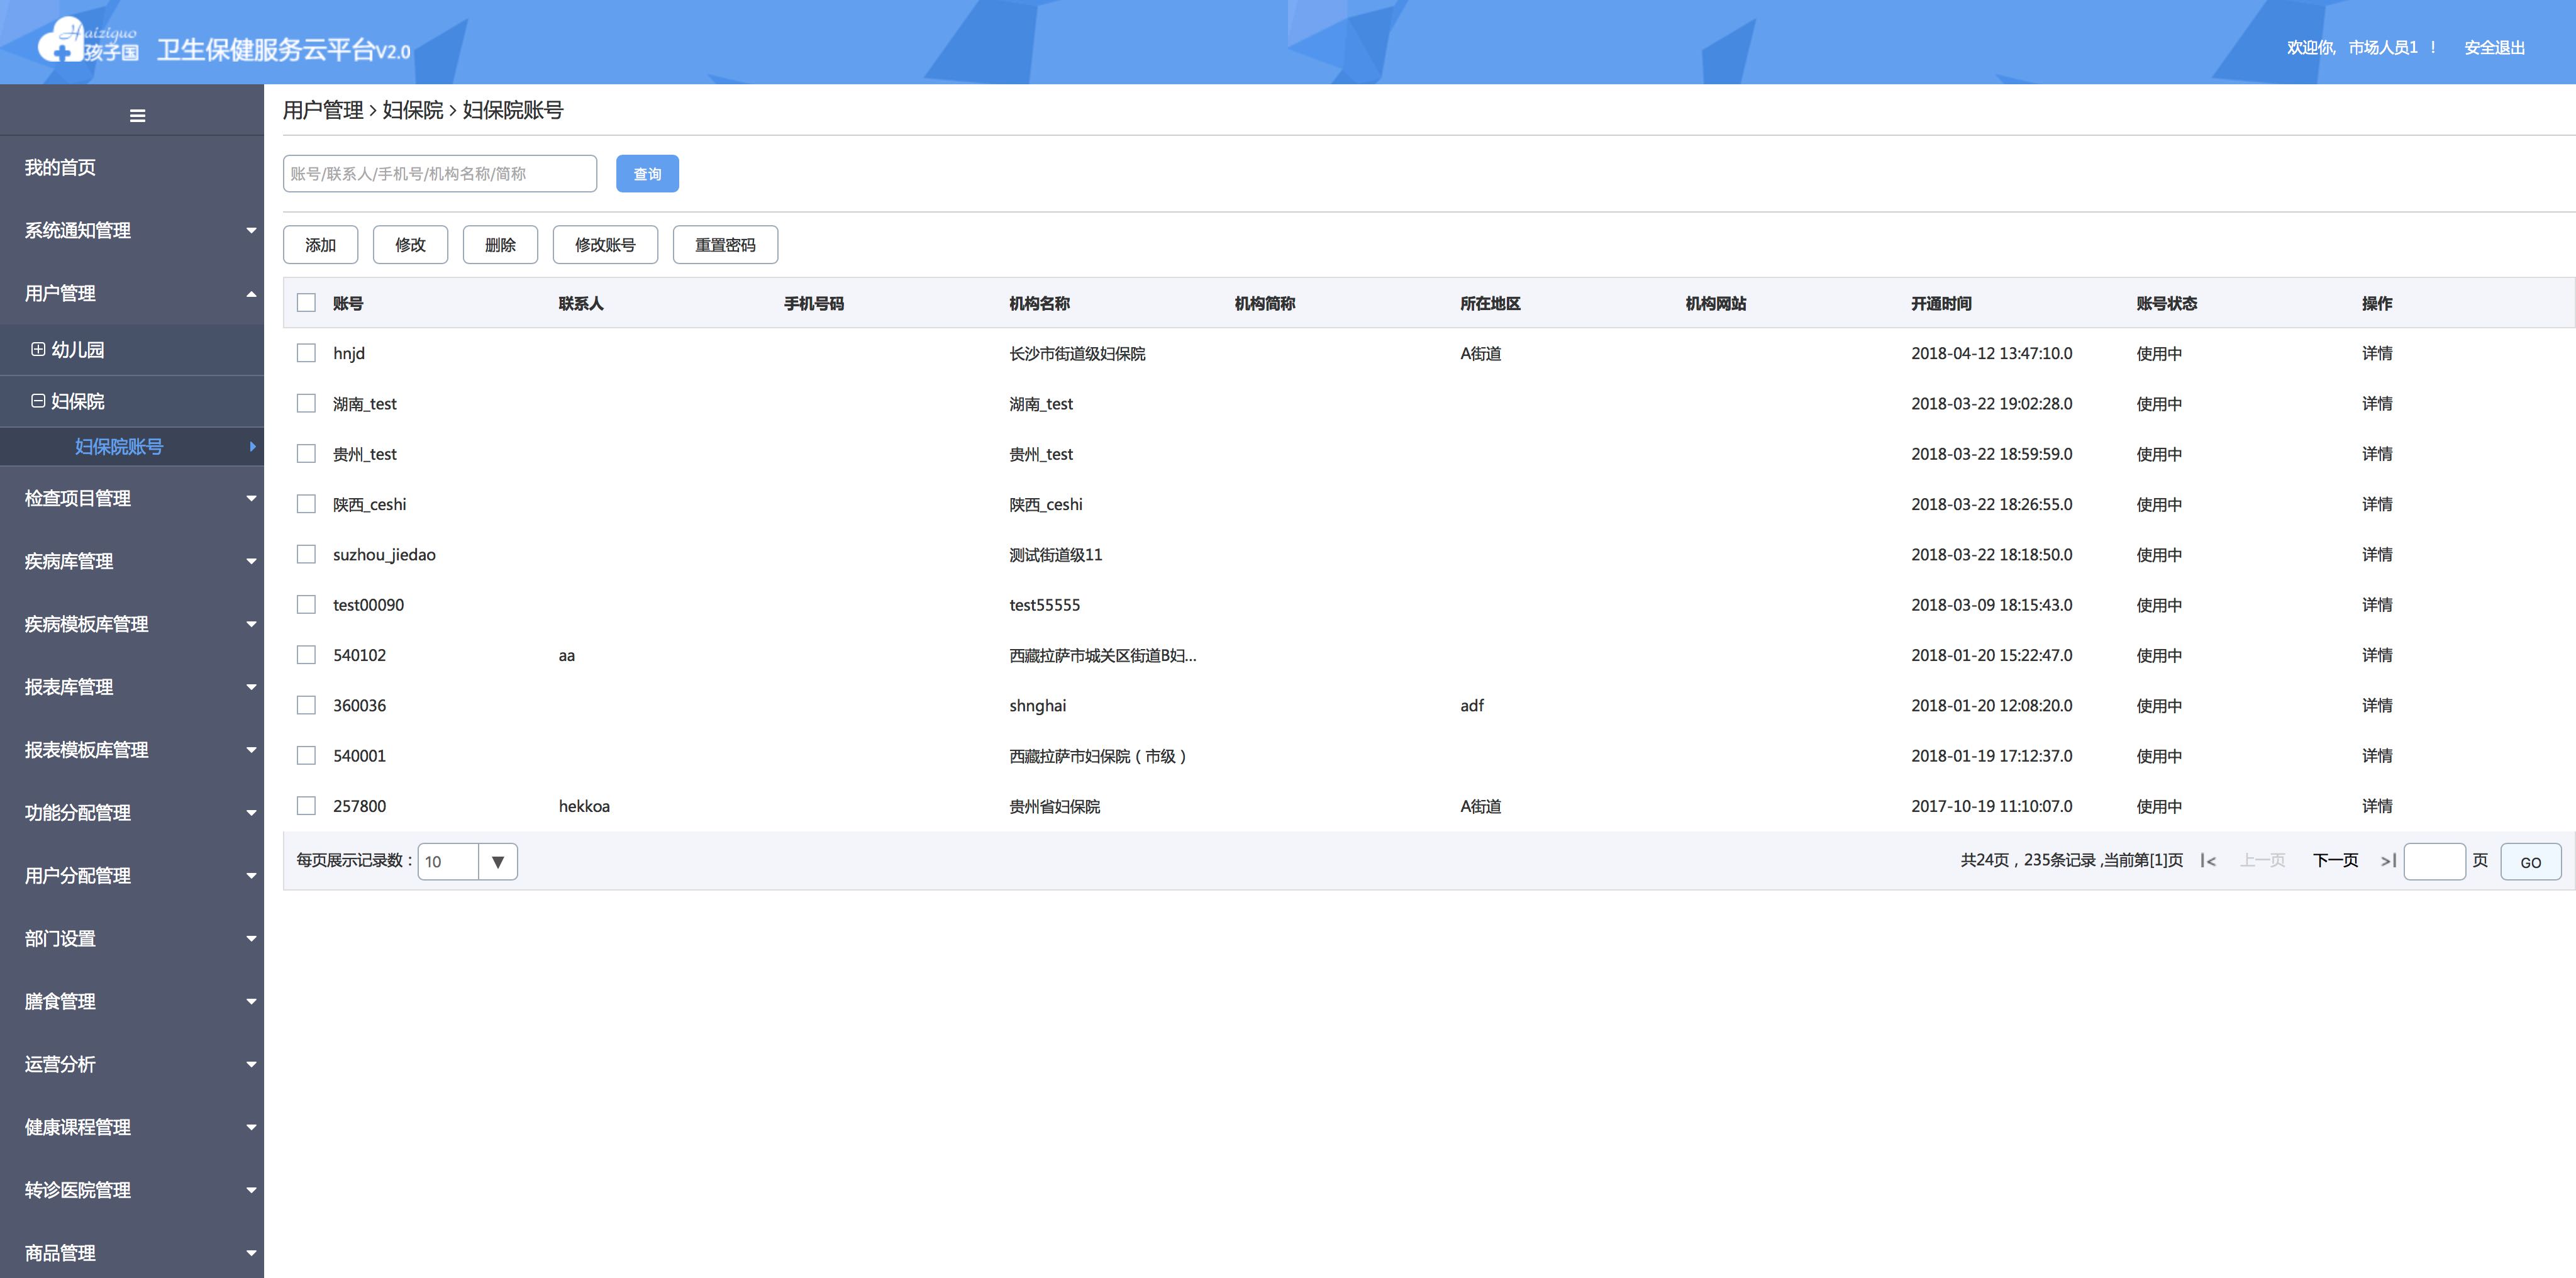 Haiziguo
孩子国
卫生保健服务云平台V2.0
欢迎你, 市场人员1 ! 安全退出
我的首页
系统通知管理
用户管理
幼儿园
妇保院
妇保院账号
检查项目管理
疾病库管理
疾病模板库管理
报表库管理
报表模板库管理
功能分配管理
用户分配管理
部门设置
膳食管理
运营分析
健康课程管理
转诊医院管理
商品管理
用户管理 > 妇保院 > 妇保院账号
账号/联系人/手机号/机构名称/简称 查询
添加 修改 删除 修改账号 重置密码
账号 联系人 手机号码 机构名称 机构简称 所在地区 机构网站 开通时间 账号状态 操作
hnjd 长沙市街道级妇保院 A街道 2018-04-12 13:47:10.0 使用中 详情
湖南_test 湖南_test 2018-03-22 19:02:28.0 使用中 详情
贵州_test 贵州_test 2018-03-22 18:59:59.0 使用中 详情
陕西_ceshi 陕西_ceshi 2018-03-22 18:26:55.0 使用中 详情
suzhou_jiedao 测试街道级11 2018-03-22 18:18:50.0 使用中 详情
test00090 test55555 2018-03-09 18:15:43.0 使用中 详情
540102 aa 西藏拉萨市城关区街道B妇... 2018-01-20 15:22:47.0 使用中 详情
360036 shnghai adf 2018-01-20 12:08:20.0 使用中 详情
540001 西藏拉萨市妇保院（市级） 2018-01-19 17:12:37.0 使用中 详情
257800 hekkoa 贵州省妇保院 A街道 2017-10-19 11:10:07.0 使用中 详情
每页展示记录数： 10 共24页，235条记录 ,当前第[1]页 |< 上一页 下一页 >| 页 GO